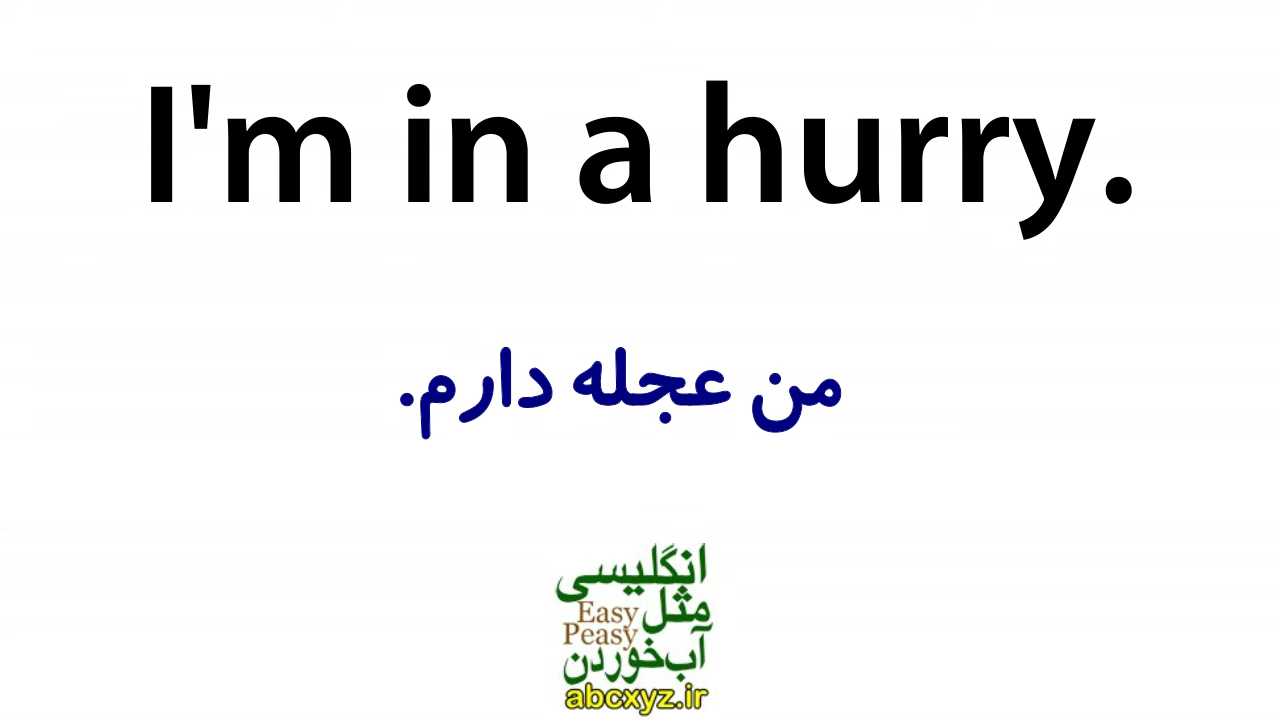 I'm in a hurry.
من عجله دارم.
انگلیسی
مثل Easy
Peasy
آب‌خوردن
abcxyz.ir